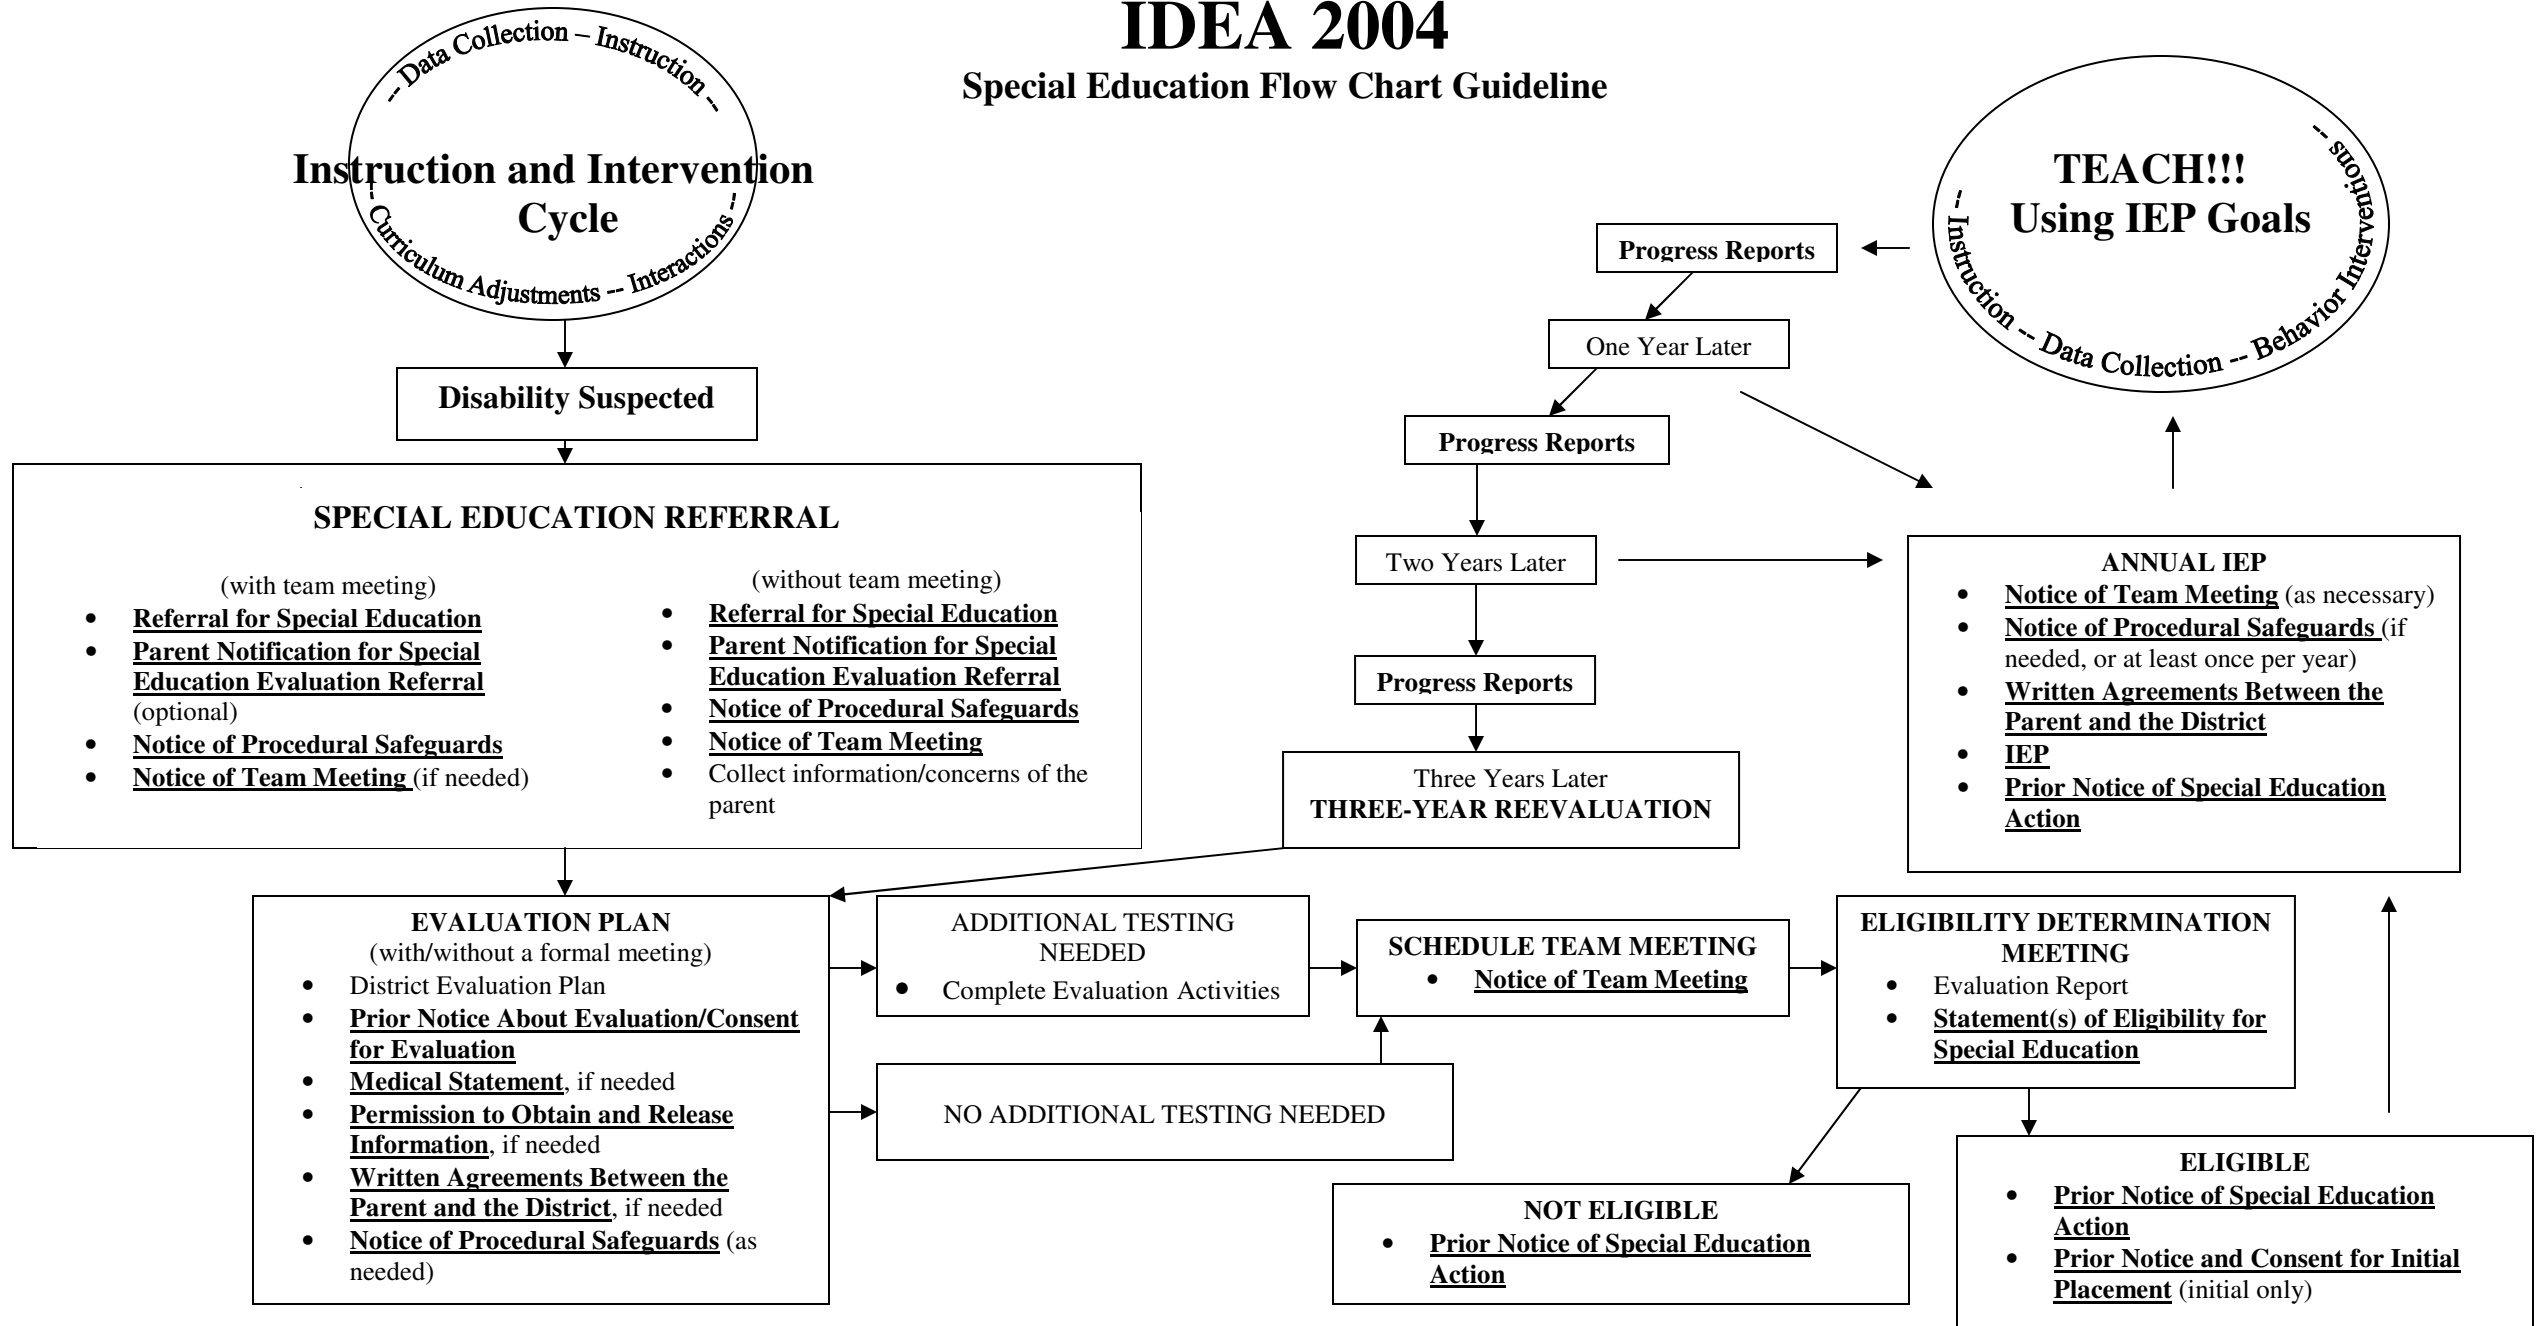 IDEA 2004
Special Education Flow Chart Guideline
-- Data Collection – Instruction --
Instruction and Intervention
Cycle
-- Curriculum Adjustments -- Interactions --
Disability Suspected
SPECIAL EDUCATION REFERRAL
(with team meeting)
• Referral for Special Education
• Parent Notification for Special
Education Evaluation Referral
(optional)
• Notice of Procedural Safeguards
• Notice of Team Meeting (if needed)
(without team meeting)
• Referral for Special Education
• Parent Notification for Special
Education Evaluation Referral
• Notice of Procedural Safeguards
• Notice of Team Meeting
• Collect information/concerns of the
parent
EVALUATION PLAN
(with/without a formal meeting)
• District Evaluation Plan
• Prior Notice About Evaluation/Consent
for Evaluation
• Medical Statement, if needed
• Permission to Obtain and Release
Information, if needed
• Written Agreements Between the
Parent and the District, if needed
• Notice of Procedural Safeguards (as
needed)
ADDITIONAL TESTING
NEEDED
• Complete Evaluation Activities
NO ADDITIONAL TESTING NEEDED
SCHEDULE TEAM MEETING
• Notice of Team Meeting
ELIGIBILITY DETERMINATION
MEETING
• Evaluation Report
• Statement(s) of Eligibility for
Special Education
NOT ELIGIBLE
• Prior Notice of Special Education
Action
ELIGIBLE
• Prior Notice of Special Education
Action
• Prior Notice and Consent for Initial
Placement (initial only)
ANNUAL IEP
• Notice of Team Meeting (as necessary)
• Notice of Procedural Safeguards (if
needed, or at least once per year)
• Written Agreements Between the
Parent and the District
• IEP
• Prior Notice of Special Education
Action
TEACH!!!
Using IEP Goals
-- Instruction -- Data Collection -- Behavior Interventions --
Progress Reports
One Year Later
Progress Reports
Two Years Later
Progress Reports
Three Years Later
THREE-YEAR REEVALUATION